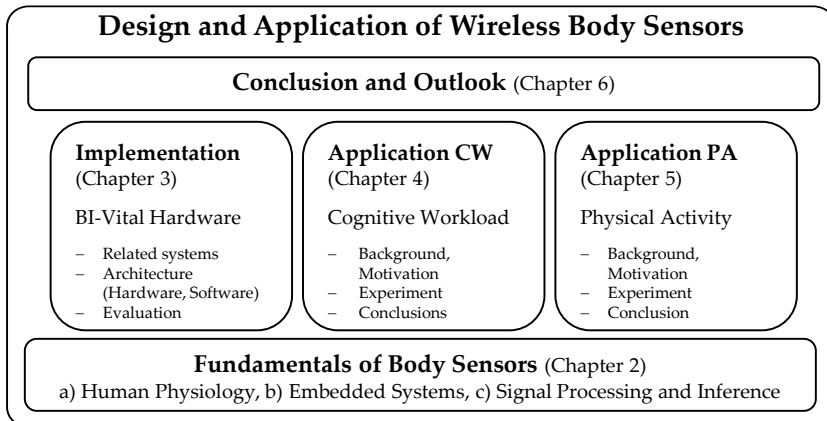 Design and Application of Wireless Body Sensors
Conclusion and Outlook (Chapter 6)
Implementation
(Chapter 3)
BI-Vital Hardware
– Related systems
– Architecture
(Hardware, Software)
– Evaluation
Application CW
(Chapter 4)
Cognitive Workload
– Background,
Motivation
– Experiment
– Conclusions
Application PA
(Chapter 5)
Physical Activity
– Background,
Motivation
– Experiment
– Conclusion
Fundamentals of Body Sensors (Chapter 2)
a) Human Physiology, b) Embedded Systems, c) Signal Processing and Inference